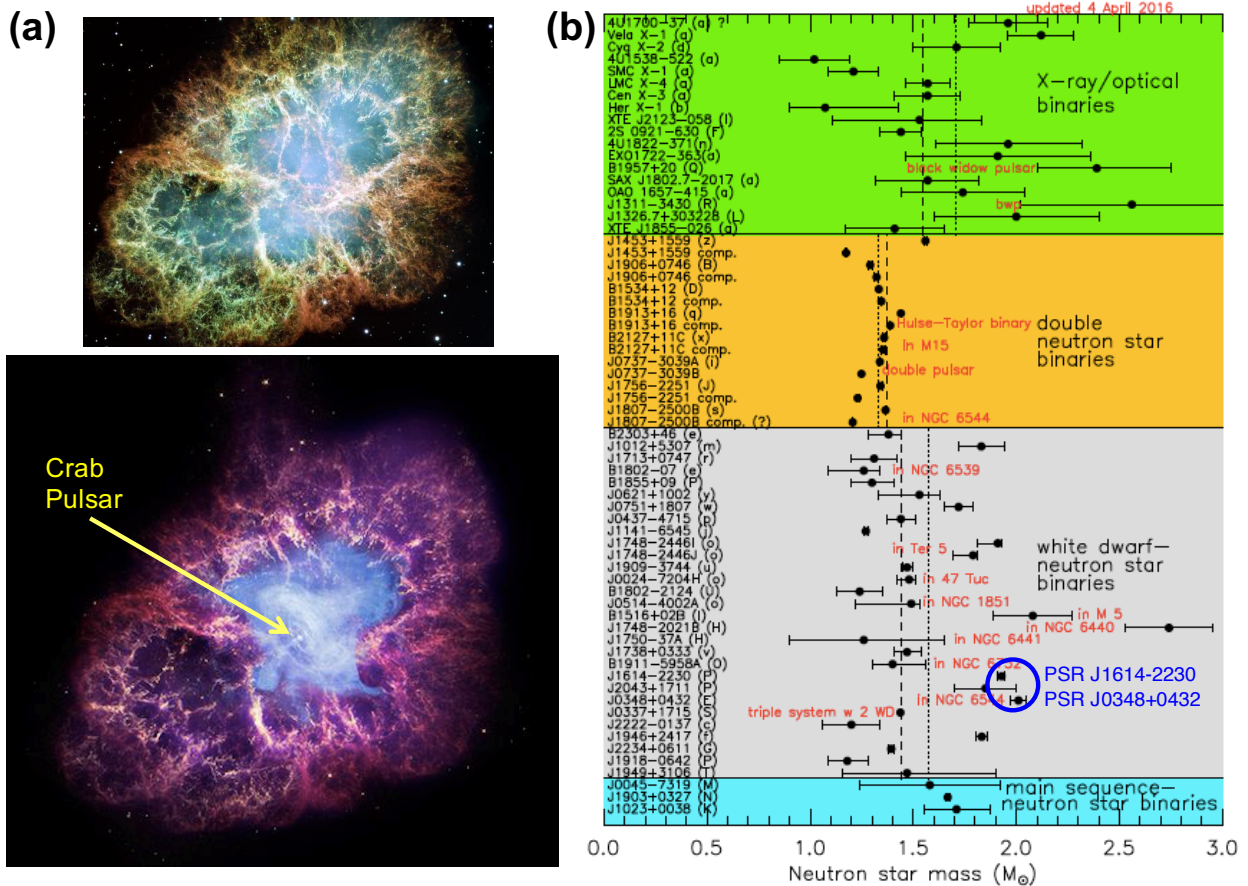 (a)
Crab
Pulsar
(b)
updated 4 April 2016
4U1700-37 (a) ?
Vela X-1 (a)
Cyg X-2 (d)
4U1538-522 (a)
SMC X-1 (a)
LMC X-4 (a)
Cen X-3 (a)
Her X-1 (b)
XTE J2123-058 (l)
2S 0921-630 (F)
4U1822-371(n)
EXO1722-363(a)
B1957+20 (Q) black widow pulsar
SAX J1802.7-2017 (a)
OAO 1657-415 (a)
J1311-3430 (R) bwp
J1326.7+303228 (L)
XTE J1855-026 (a)
X-ray/optical
binaries
J1453+1559 (z)
J1453+1559 comp.
J1906+0746 (B)
J1906+0746 comp.
B1534+12 (D)
B1534+12 comp.
B1913+16 (q)
B1913+16 comp. Hulse-Taylor binary
B2127+11C (x)
B2127+11C comp. in M15
J0737-3039A (i)
J0737-3039B double pulsar
J1756-2251 (J)
J1756-2251 comp.
J1807-2500B (s)
J1807-2500B comp. (?) in NGC 6544
double
neutron star
binaries
B2303+46 (e)
J1012+5307 (m)
J1713+0747 (r)
B1802-07 (e) in NGC 6539
B1855+09 (P)
J0621+1002 (y)
J0751+1807 (w)
J0437-4715 (p)
J1141-6545 (j)
J1748-2446I (o) in Ter 5
J1748-2446J (o)
J1909-3744 (u)
J0024-7204H (o) in 47 Tuc
B1802-2124 (U)
J0514-4002A (o) in NGC 1851
B1516+02B (I) in M 5
J1748-2021B (H) in NGC 6440
J1750-37A (H) in NGC 6441
J1738+0333 (v)
B1911-5958A (O) in NGC 6752
J1614-2230 (P)
J2043+1711 (P)
J0348+0432 (E) in NGC 6544
J0337+1715 (S) triple system w 2 WD
J2222-0137 (c)
J1946+2417 (f)
J2234+0611 (G)
J1918-0642 (P)
J1949+3106 (T)
white dwarf-
neutron star
binaries
PSR J1614-2230
PSR J0348+0432
J0045-7319 (M)
J1903+0327 (N)
J1023+0038 (K)
main sequence-
neutron star binaries
0.0 0.5 1.0 1.5 2.0 2.5 3.0
Neutron star mass (M☉)